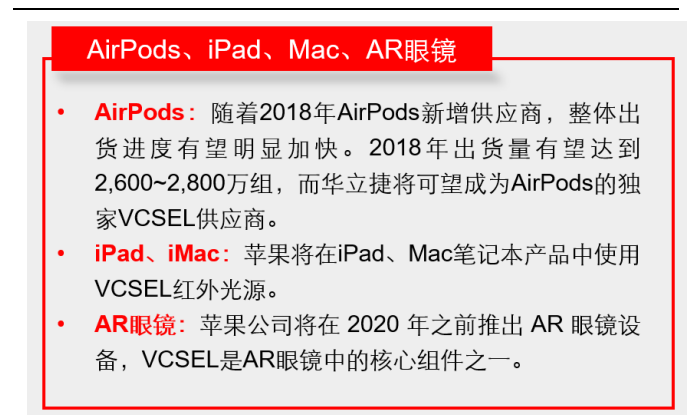 AirPods、iPad、Mac、AR眼镜
• AirPods：随着2018年AirPods新增供应商，整体出
货进度有望明显加快。2018年出货量有望达到
2,600~2,800万组，而华立捷将可望成为AirPods的独
家VCSEL供应商。
• iPad、iMac：苹果将在iPad、Mac笔记本产品中使用
VCSEL红外光源。
• AR眼镜：苹果公司将在 2020 年之前推出 AR 眼镜设
备，VCSEL是AR眼镜中的核心组件之一。